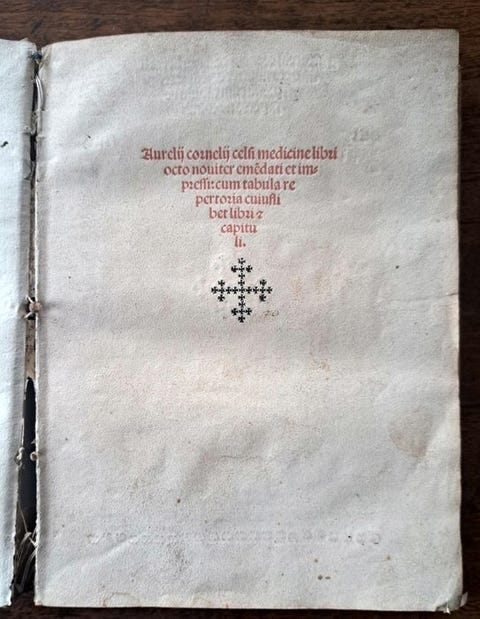 Aurelij cornelij celsi medicine libri
octo noviter emēdati et im-
pressi: cum tabula re
pertoria cuiusli
bet libri ⁊
capitu
li.